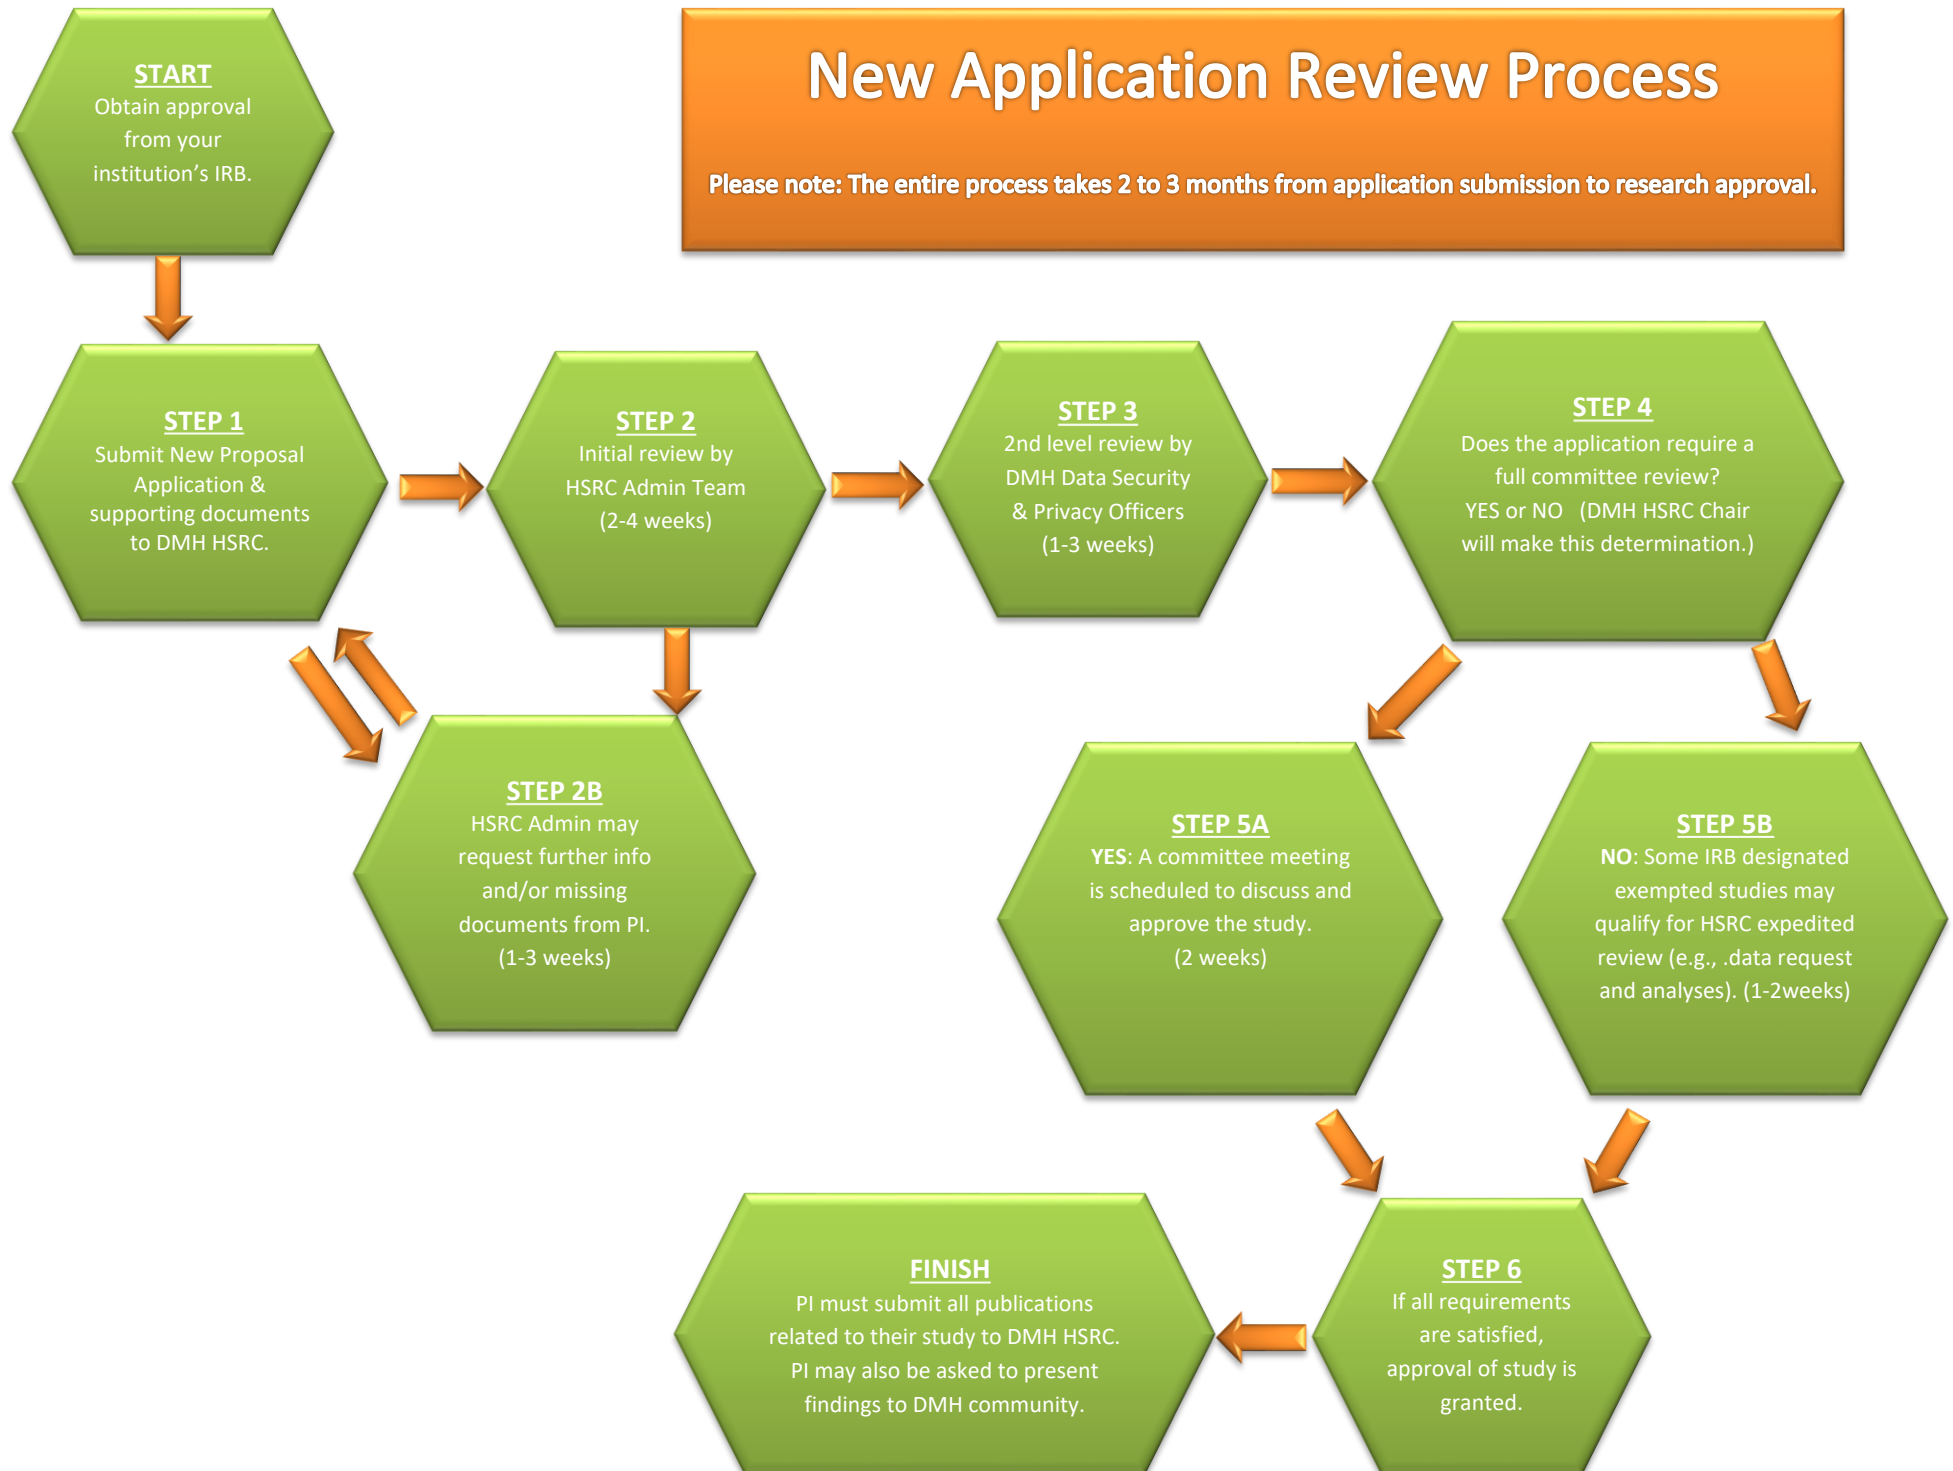 New Application Review Process
Please note: The entire process takes 2 to 3 months from application submission to research approval.
START
Obtain approval
from your
institution’s IRB.
STEP 1
Submit New Proposal
Application &
supporting documents
to DMH HSRC.
STEP 2
Initial review by
HSRC Admin Team
(2-4 weeks)
STEP 2B
HSRC Admin may
request further info
and/or missing
documents from PI.
(1-3 weeks)
STEP 3
2nd level review by
DMH Data Security
& Privacy Officers
(1-3 weeks)
STEP 4
Does the application require a
full committee review?
YES or NO   (DMH HSRC Chair
will make this determination.)
STEP 5A
YES: A committee meeting
is scheduled to discuss and
approve the study.
(2 weeks)
STEP 5B
NO: Some IRB designated
exempted studies may
qualify for HSRC expedited
review (e.g., .data request
and analyses). (1-2weeks)
STEP 6
If all requirements
are satisfied,
approval of study is
granted.
FINISH
PI must submit all publications
related to their study to DMH HSRC.
PI may also be asked to present
findings to DMH community.